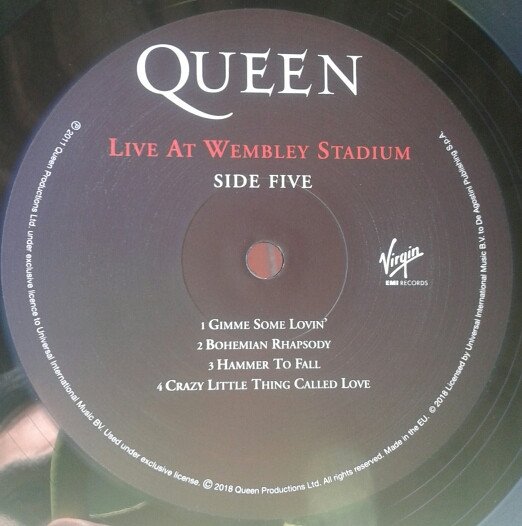 QUEEN
LIVE AT WEMBLEY STADIUM
SIDE FIVE
Virgin
EMI RECORDS
1 GIMME SOME LOVIN'
2 BOHEMIAN RHAPSODY
3 HAMMER TO FALL
4 CRAZY LITTLE THING CALLED LOVE
℗ 2011 Queen Productions Ltd. under exclusive licence to Universal International Music BV. Used under exclusive license. © 2018 Queen Productions Ltd. All rights reserved. Made in the EU. © 2018 Licensed by Universal International Music B.V. to De Agostini Publishing S.p.A.